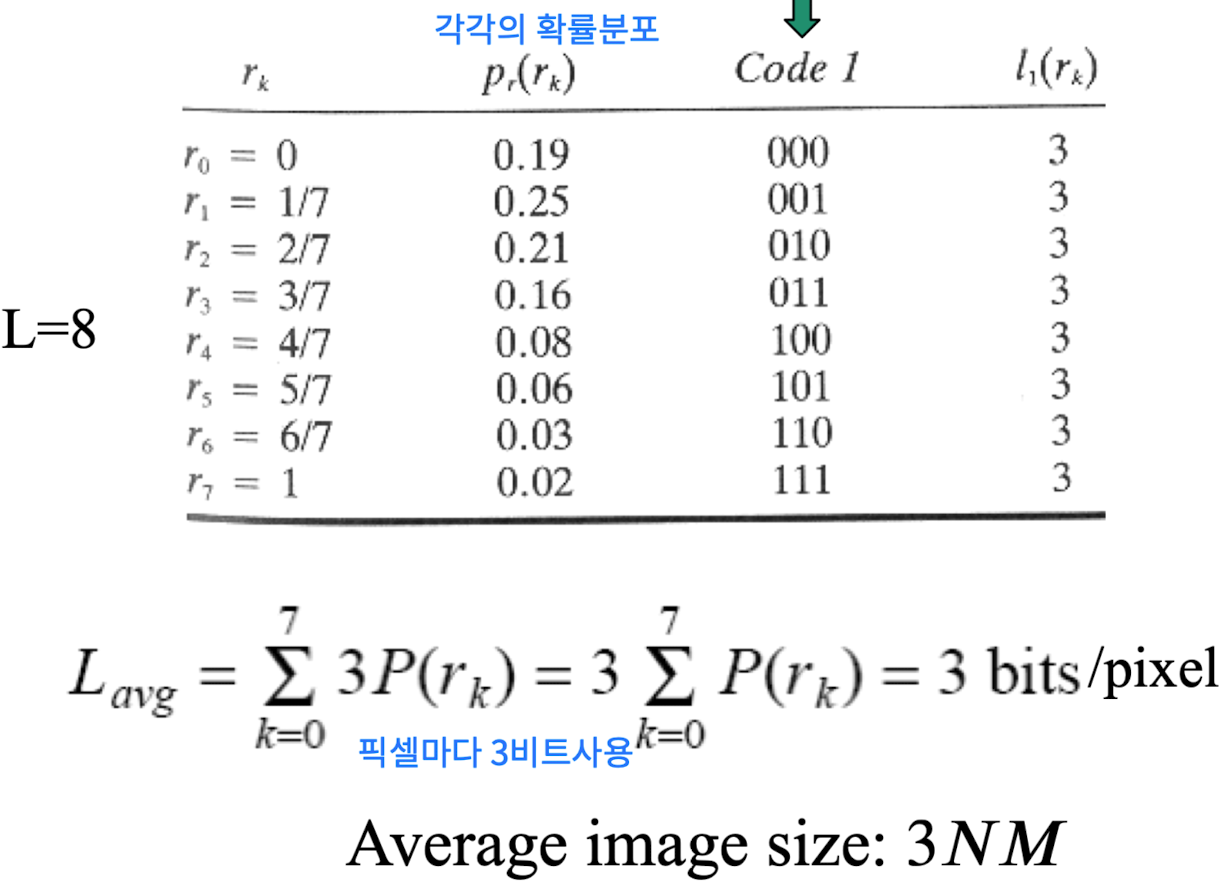 각각의 확률분포
r_k p_r(r_k) Code 1 l_1(r_k)
r_0 = 0 0.19 000 3
r_1 = 1/7 0.25 001 3
r_2 = 2/7 0.21 010 3
r_3 = 3/7 0.16 011 3
L=8
r_4 = 4/7 0.08 100 3
r_5 = 5/7 0.06 101 3
r_6 = 6/7 0.03 110 3
r_7 = 1 0.02 111 3
L_avg = ∑_{k=0}^{7} 3P(r_k) = 3 ∑_{k=0}^{7} P(r_k) = 3 bits/pixel
픽셀마다 3비트사용
Average image size: 3NM